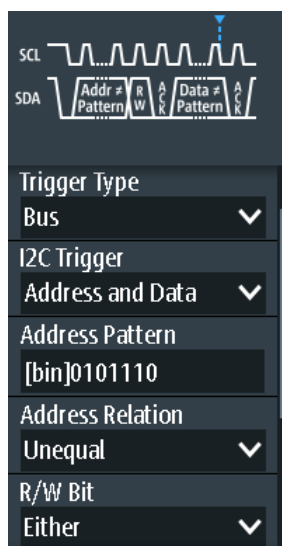 SCL
SDA
Addr ≠ Pattern
R W
A C K
Data ≠ Pattern
A C K
Trigger Type
Bus
I2C Trigger
Address and Data
Address Pattern
[bin]0101110
Address Relation
Unequal
R/W Bit
Either